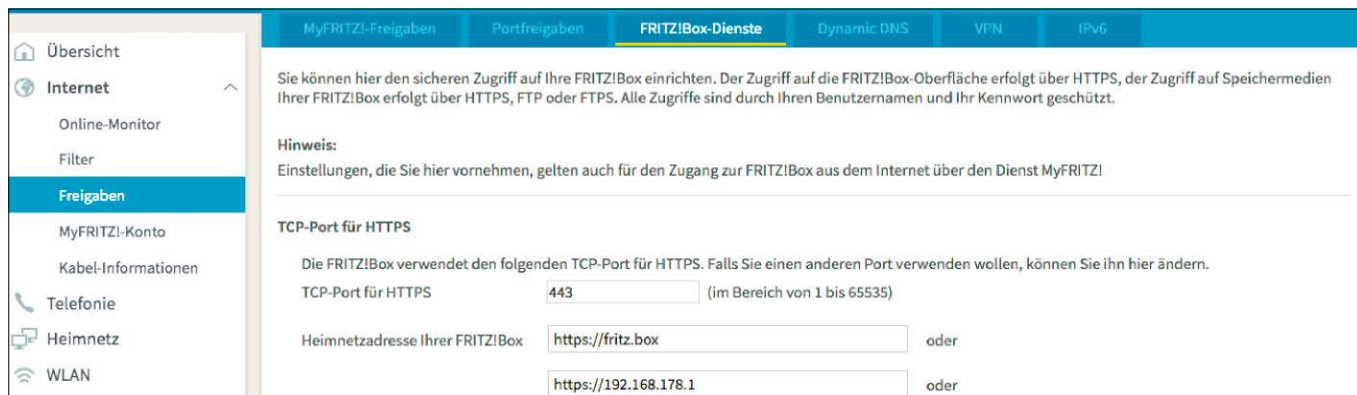 MyFRITZ!-Freigaben Portfreigaben FRITZ!Box-Dienste Dynamic DNS VPN IPv6
Übersicht
Internet
Online-Monitor
Filter
Freigaben
MyFRITZ!-Konto
Kabel-Informationen
Telefonie
Heimnetz
WLAN
Sie können hier den sicheren Zugriff auf Ihre FRITZ!Box einrichten. Der Zugriff auf die FRITZ!Box-Oberfläche erfolgt über HTTPS, der Zugriff auf Speichermedien
Ihrer FRITZ!Box erfolgt über HTTPS, FTP oder FTPS. Alle Zugriffe sind durch Ihren Benutzernamen und Ihr Kennwort geschützt.
Hinweis:
Einstellungen, die Sie hier vornehmen, gelten auch für den Zugang zur FRITZ!Box aus dem Internet über den Dienst MyFRITZ!
TCP-Port für HTTPS
Die FRITZ!Box verwendet den folgenden TCP-Port für HTTPS. Falls Sie einen anderen Port verwenden wollen, können Sie ihn hier ändern.
TCP-Port für HTTPS 443 (im Bereich von 1 bis 65535)
Heimnetzadresse Ihrer FRITZ!Box https://fritz.box oder
https://192.168.178.1 oder